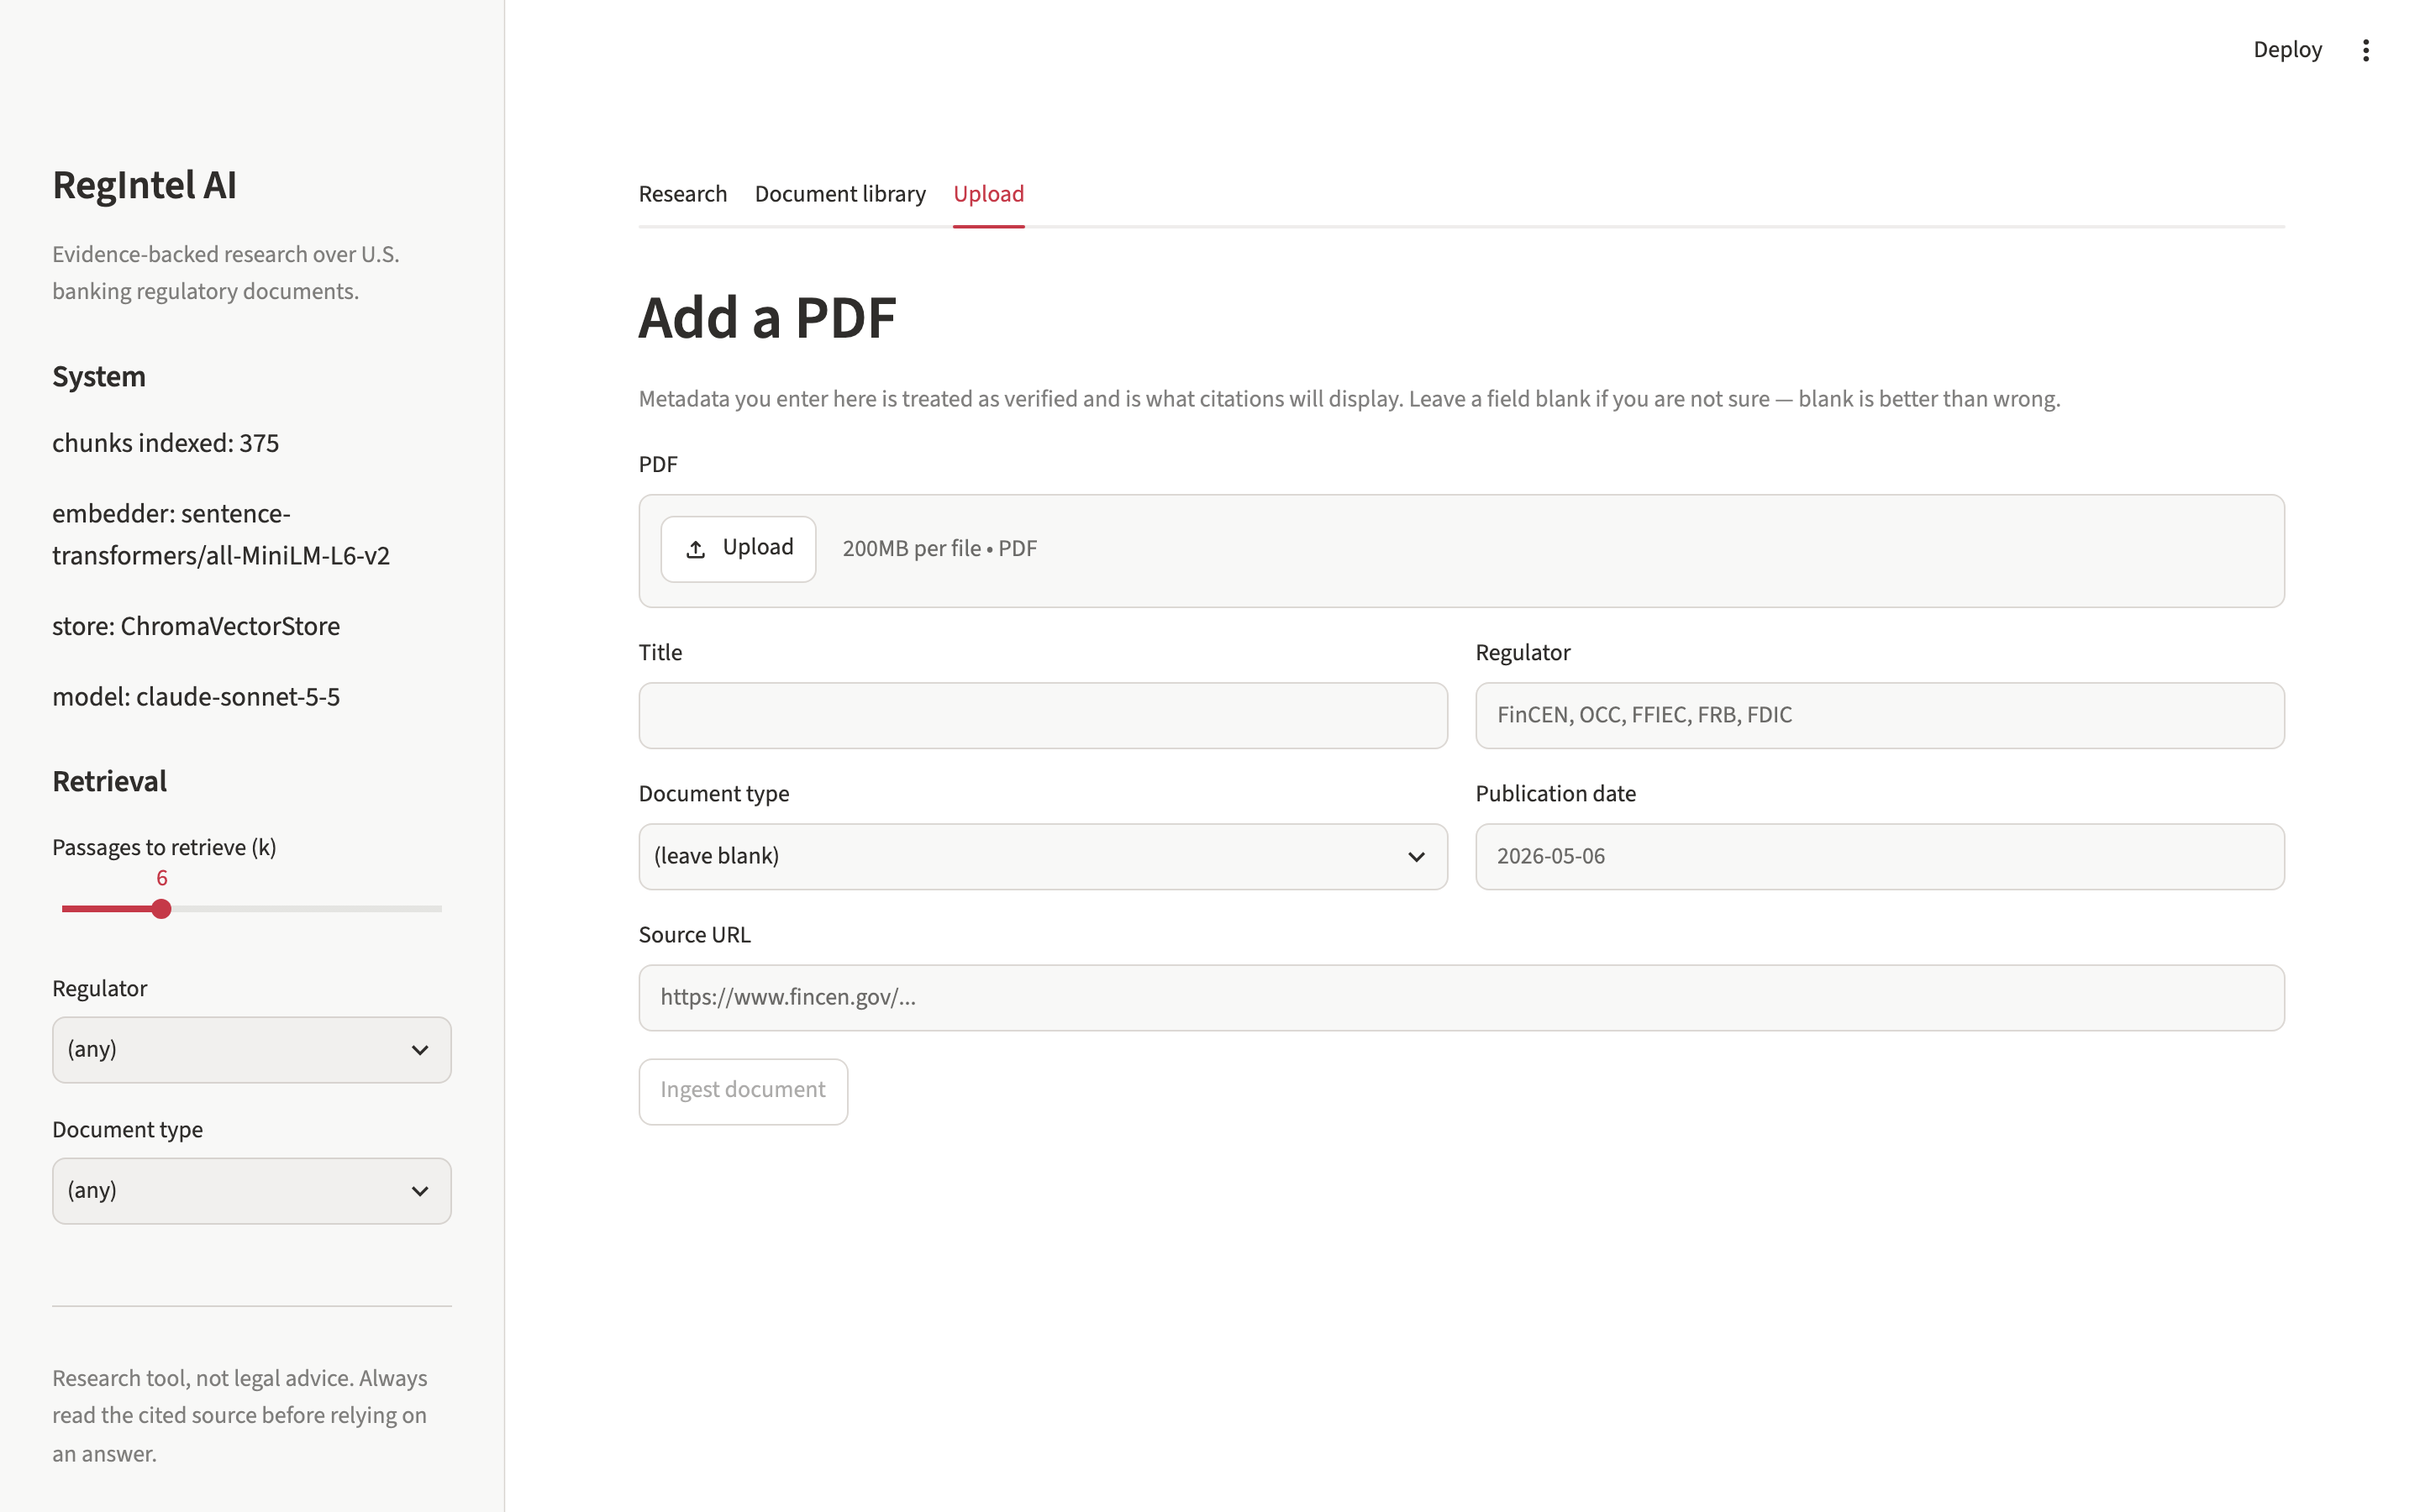 Deploy
RegIntel AI
Evidence-backed research over U.S.
banking regulatory documents.
System
chunks indexed: 375
embedder: sentence-
transformers/all-MiniLM-L6-v2
store: ChromaVectorStore
model: claude-sonnet-5-5
Retrieval
Passages to retrieve (k)
6
Regulator
(any)
Document type
(any)
Research tool, not legal advice. Always
read the cited source before relying on
an answer.
Research Document library Upload
Add a PDF
Metadata you enter here is treated as verified and is what citations will display. Leave a field blank if you are not sure — blank is better than wrong.
PDF
Upload 200MB per file • PDF
Title Regulator
FinCEN, OCC, FFIEC, FRB, FDIC
Document type Publication date
(leave blank) 2026-05-06
Source URL
https://www.fincen.gov/...
Ingest document